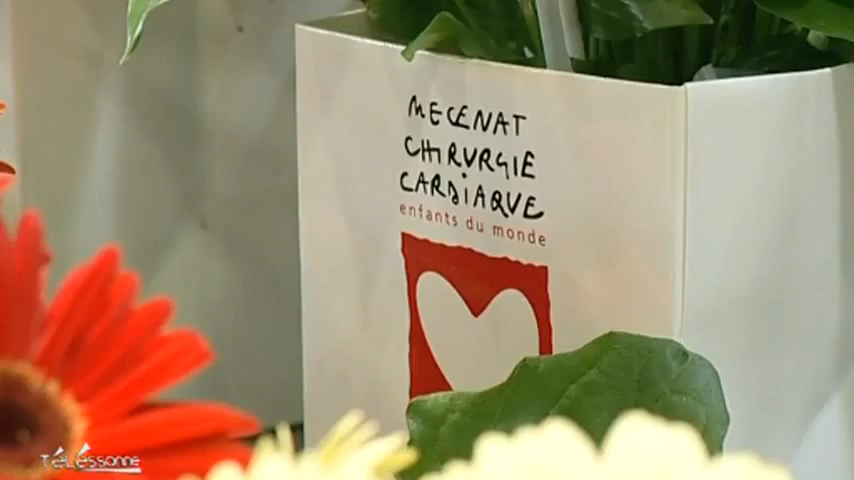 MECENAT
CHIRURGIE
CARDIAQUE
enfants du monde
Téléssonne